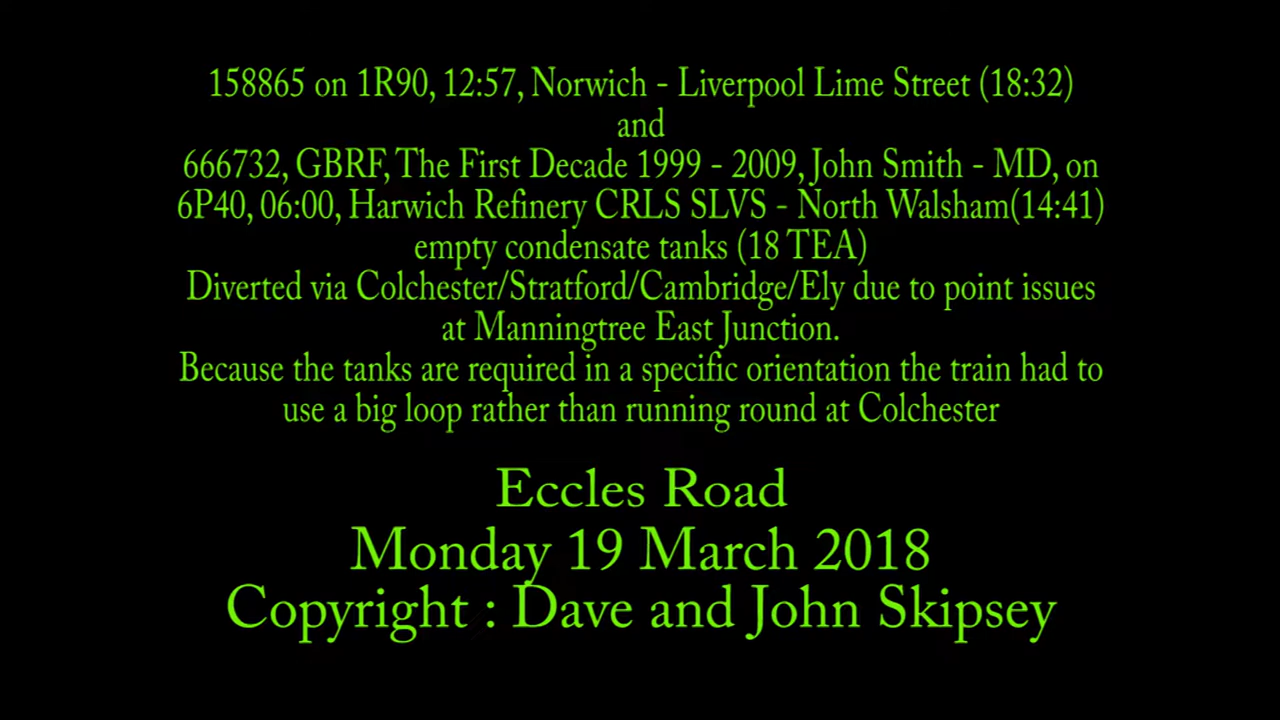 158865 on 1R90, 12:57, Norwich - Liverpool Lime Street (18:32)
and
666732, GBRF, The First Decade 1999 - 2009, John Smith - MD, on
6P40, 06:00, Harwich Refinery CRLS SLVS - North Walsham(14:41)
empty condensate tanks (18 TEA)
Diverted via Colchester/Stratford/Cambridge/Ely due to point issues
at Manningtree East Junction.
Because the tanks are required in a specific orientation the train had to
use a big loop rather than running round at Colchester
Eccles Road
Monday 19 March 2018
Copyright : Dave and John Skipsey